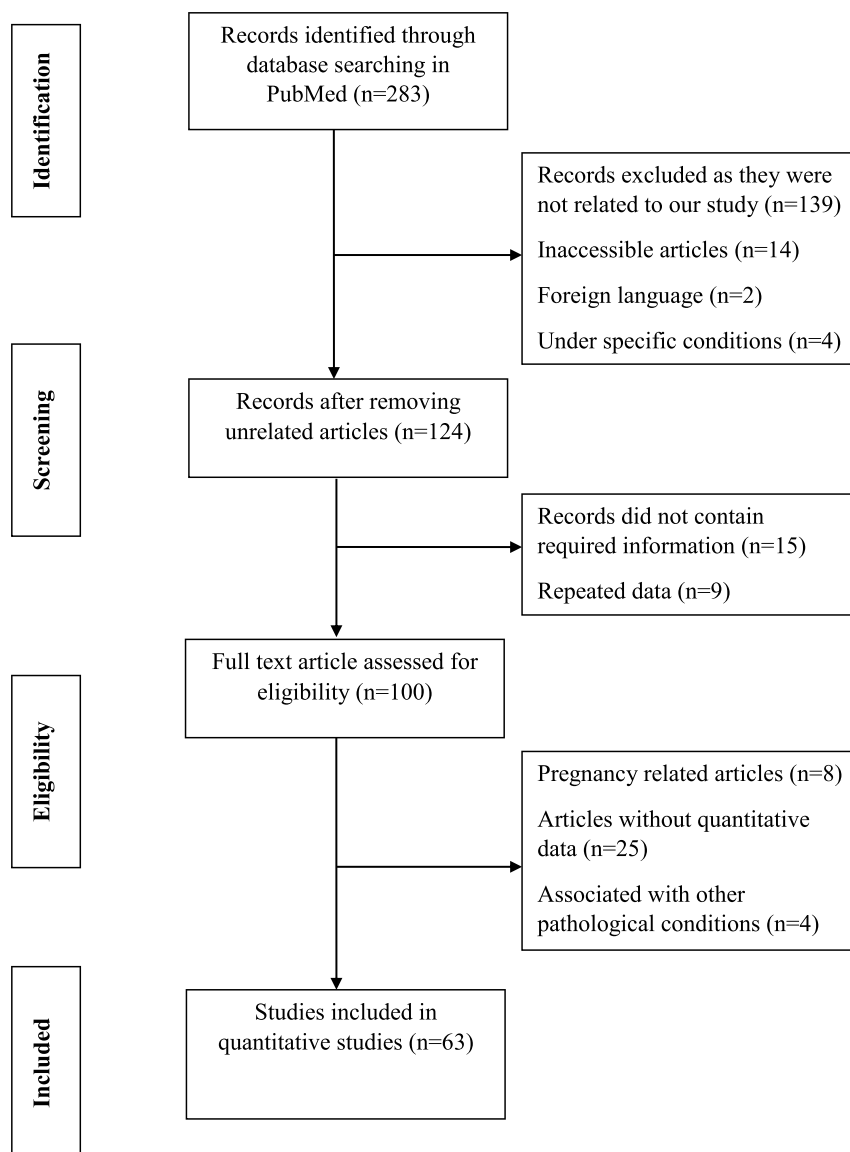 Identification
Records identified through
database searching in
PubMed (n=283)
Records excluded as they were
not related to our study (n=139)
Inaccessible articles (n=14)
Foreign language (n=2)
Under specific conditions (n=4)
Screening
Records after removing
unrelated articles (n=124)
Records did not contain
required information (n=15)
Repeated data (n=9)
Eligibility
Full text article assessed for
eligibility (n=100)
Pregnancy related articles (n=8)
Articles without quantitative
data (n=25)
Associated with other
pathological conditions (n=4)
Included
Studies included in
quantitative studies (n=63)